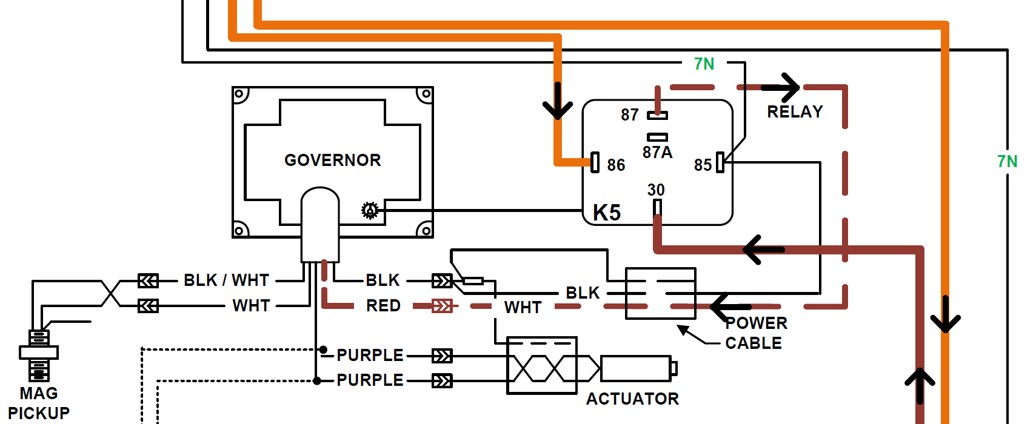 7N
87
RELAY
87A
GOVERNOR
86
85
7N
30
K5
BLK / WHT
BLK
BLK
WHT
RED
WHT
POWER
CABLE
PURPLE
PURPLE
MAG
PICKUP
ACTUATOR